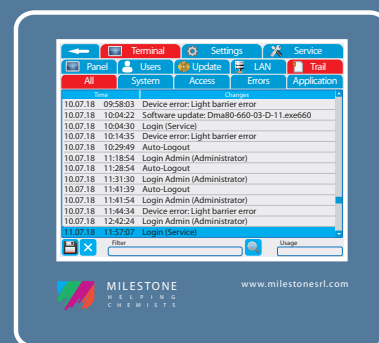 Terminal Settings Service
Panel Users Update LAN Trail
All System Access Errors Application
Time Changes
10.07.18 09:58:03 Device error: Light barrier error
10.07.18 10:04:22 Software update: Dma80-660-03-D-11.exe660
10.07.18 10:04:30 Login (Service)
10.07.18 10:14:35 Device error: Light barrier error
10.07.18 10:29:49 Auto-Logout
10.07.18 11:18:54 Login Admin (Administrator)
10.07.18 11:28:54 Auto-Logout
10.07.18 11:31:30 Login Admin (Administrator)
10.07.18 11:41:39 Auto-Logout
10.07.18 11:41:54 Login Admin (Administrator)
10.07.18 11:44:34 Device error: Light barrier error
10.07.18 12:42:24 Login Admin (Administrator)
11.07.18 11:57:07 Login (Service)
Filter Usage
MILESTONE www.milestonesrl.com
HELPING
CHEMISTS